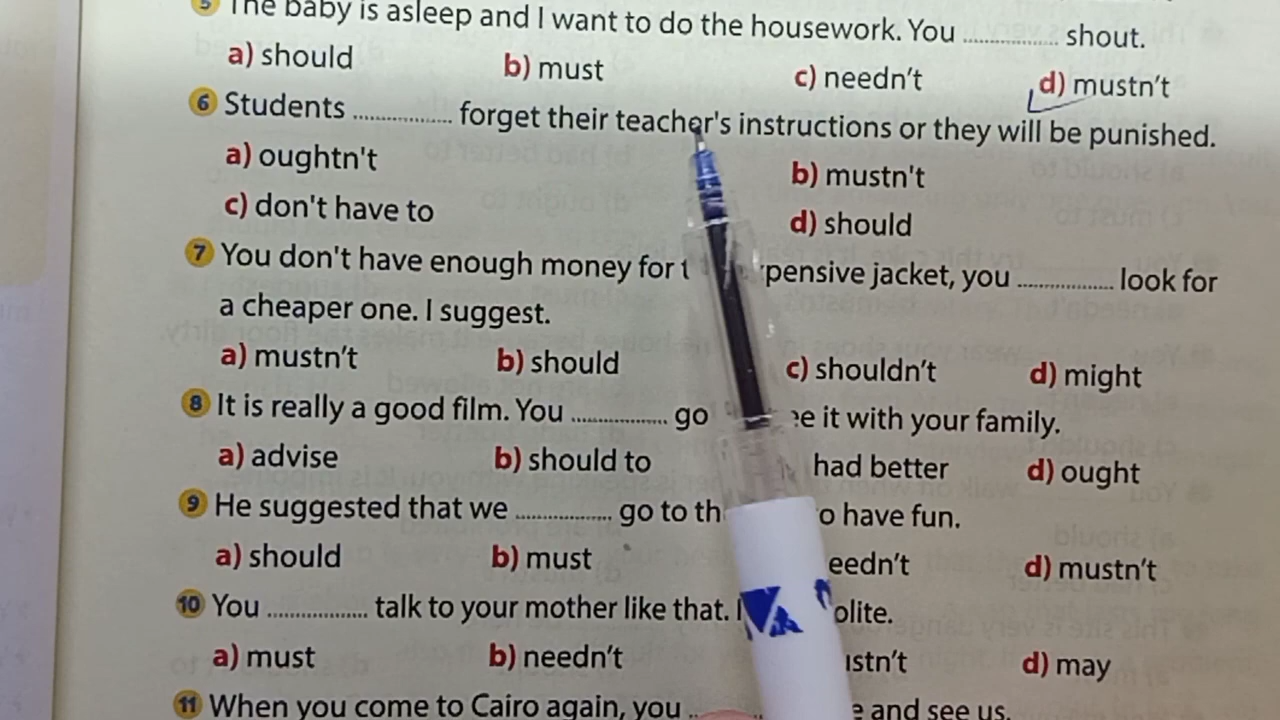 5 The baby is asleep and I want to do the housework. You ............... shout.
a) should b) must c) needn't d) mustn't
6 Students ............... forget their teacher's instructions or they will be punished.
a) oughtn't b) mustn't
c) don't have to d) should
7 You don't have enough money for pensive jacket, you ............... look for
a cheaper one. I suggest.
a) mustn't b) should c) shouldn't d) might
8 It is really a good film. You ............... go it with your family.
a) advise b) should to had better d) ought
9 He suggested that we ............... go to have fun.
a) should b) must eedn't d) mustn't
10 You ............... talk to your mother like that. olite.
a) must b) needn't stn't d) may
11 When you come to Cairo again, you and see us.